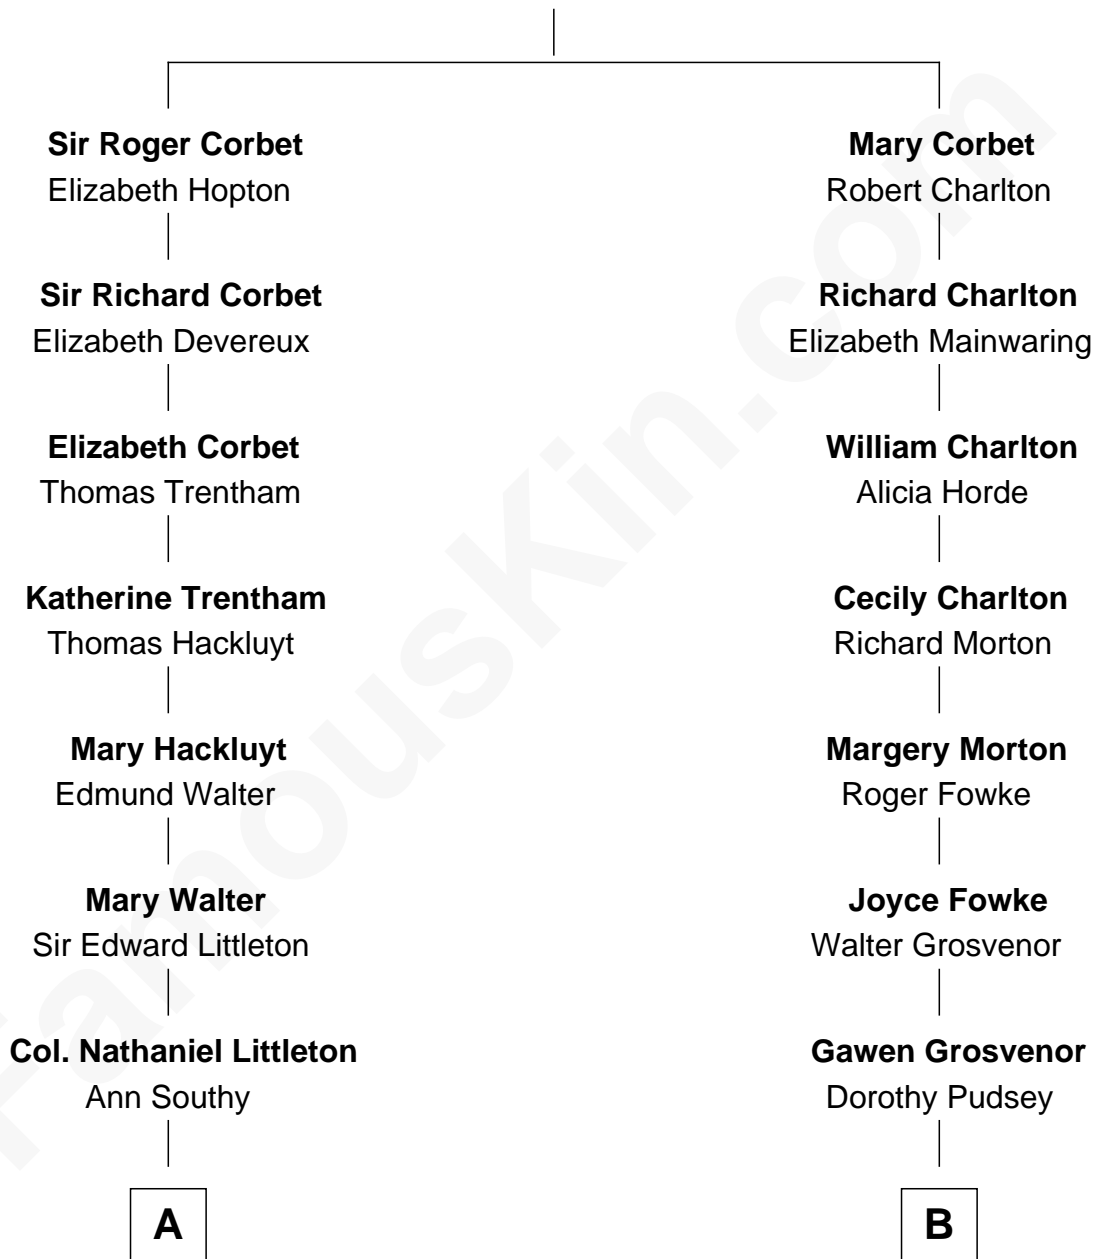 Sir Roger Corbet
Elizabeth Hopton
Sir Richard Corbet
Elizabeth Devereux
Elizabeth Corbet
Thomas Trentham
Katherine Trentham
Thomas Hackluyt
Mary Hackluyt
Edmund Walter
Mary Walter
Sir Edward Littleton
Col. Nathaniel Littleton
Ann Southy
A
Mary Corbet
Robert Charlton
Richard Charlton
Elizabeth Mainwaring
William Charlton
Alicia Horde
Cecily Charlton
Richard Morton
Margery Morton
Roger Fowke
Joyce Fowke
Walter Grosvenor
Gawen Grosvenor
Dorothy Pudsey
B
FamousKin.com